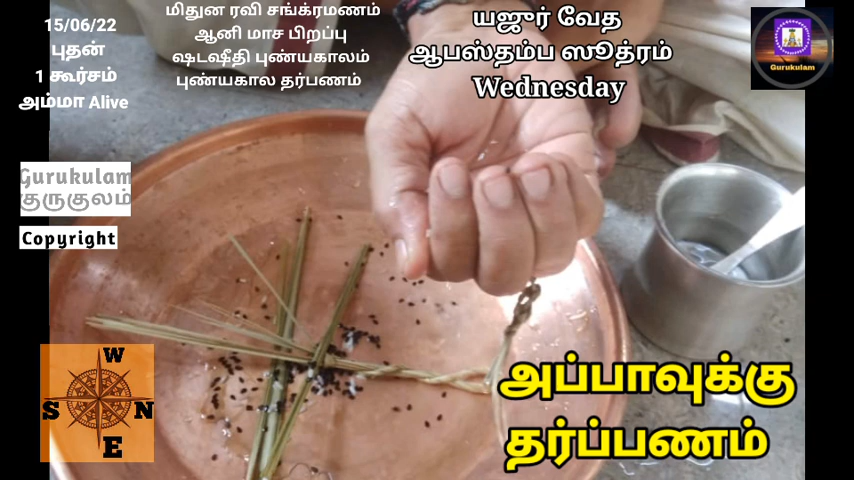 15/06/22
புதன்
1 கூர்சம்
அம்மா Alive
மிதுன ரவி சங்க்ரமணம்
ஆனி மாச பிறப்பு
ஷடஷீதி புண்யகாலம்
புண்யகால தர்பணம்
யஜுர் வேத
ஆபஸ்தம்ப ஸூத்ரம்
Wednesday
Gurukulam
Gurukulam
குருகுலம்
Copyright
W
S N
E
அப்பாவுக்கு
தர்ப்பணம்